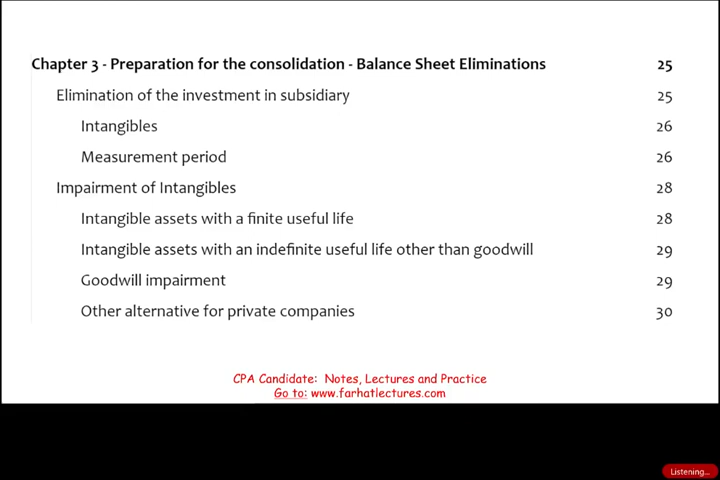 Chapter 3 - Preparation for the consolidation - Balance Sheet Eliminations 25
Elimination of the investment in subsidiary 25
Intangibles 26
Measurement period 26
Impairment of Intangibles 28
Intangible assets with a finite useful life 28
Intangible assets with an indefinite useful life other than goodwill 29
Goodwill impairment 29
Other alternative for private companies 30
CPA Candidate: Notes, Lectures and Practice
Go to: www.farhatlectures.com
Listening...